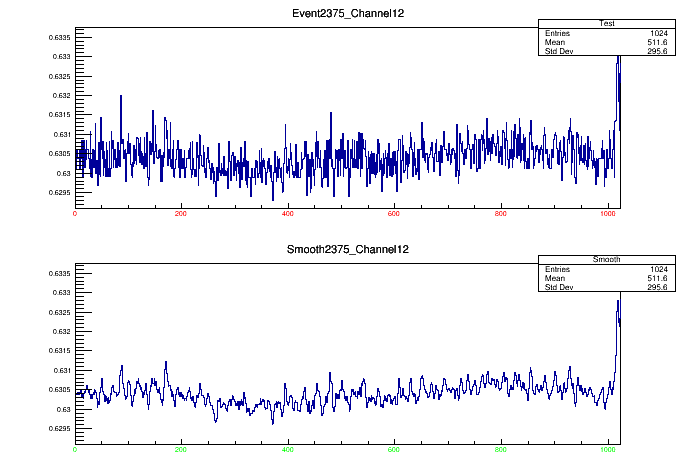 Event2375_Channel12
Test
Entries 1024
Mean 511.6
Std Dev 295.6
0.6335
0.633
0.6325
0.632
0.6315
0.631
0.6305
0.63
0.6295
0 200 400 600 800 1000
Smooth2375_Channel12
Smooth
Entries 1024
Mean 511.6
Std Dev 295.6
0.6335
0.633
0.6325
0.632
0.6315
0.631
0.6305
0.63
0.6295
0 200 400 600 800 1000